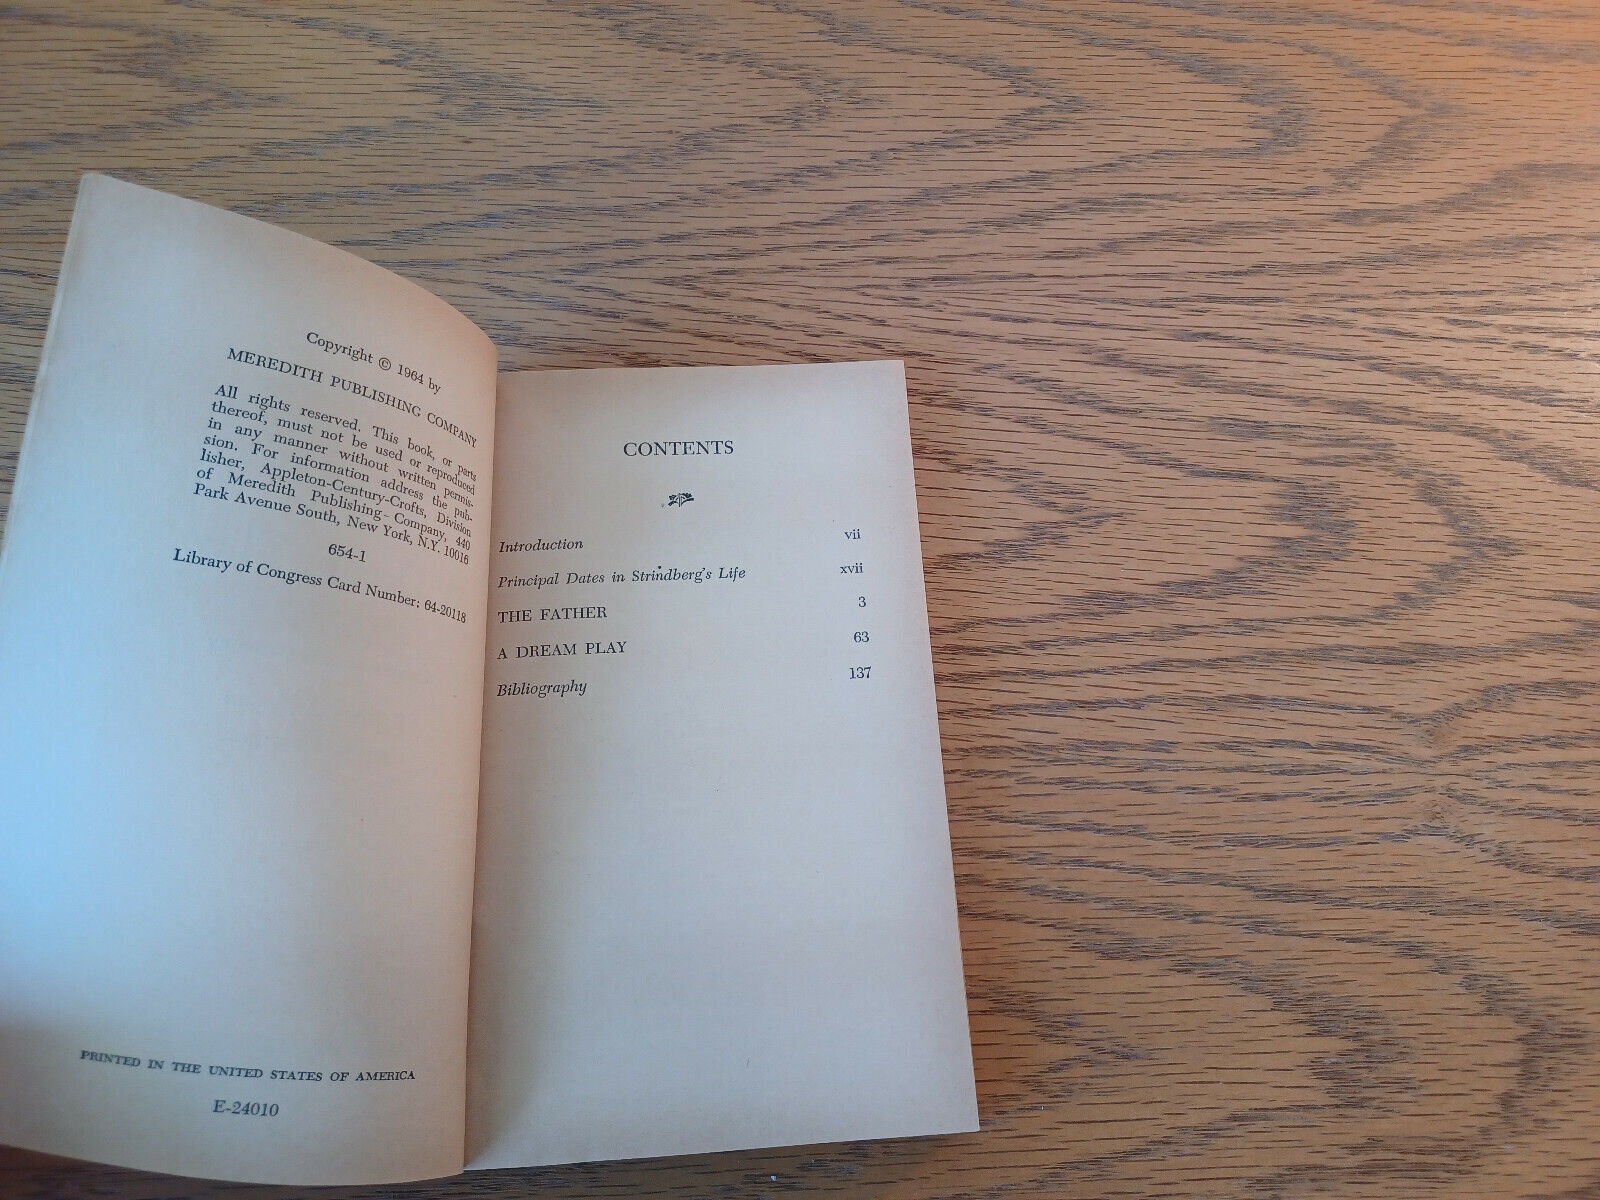 Copyright © 1964 by
MEREDITH PUBLISHING COMPANY
All rights reserved. This book, or parts
thereof, must not be used or reproduced
in any manner without written permis-
sion. For information address the pub-
lisher, Appleton-Century-Crofts, Division
of Meredith Publishing Company, 440
Park Avenue South, New York, N.Y. 10016
654-1
Library of Congress Card Number: 64-20118
PRINTED IN THE UNITED STATES OF AMERICA
E-24010
CONTENTS
Introduction vii
Principal Dates in Strindberg's Life xvii
THE FATHER 3
A DREAM PLAY 63
Bibliography 137